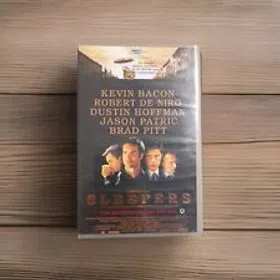 KEVIN BACON
ROBERT DE NIRO
DUSTIN HOFFMAN
JASON PATRIC
BRAD PITT
SLEEPERS